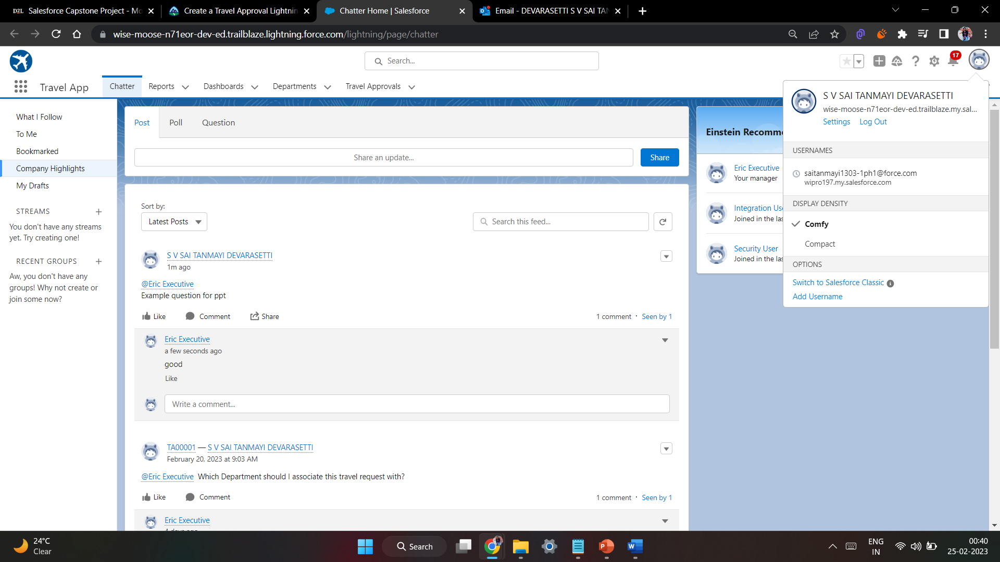 D2L Salesforce Capstone Project - Mo
Create a Travel Approval Lightnin
Chatter Home | Salesforce
Email - DEVARASETTI S V SAI TAN
wise-moose-n71eor-dev-ed.trailblaze.lightning.force.com/lightning/page/chatter
Search...
17
Travel App
Chatter
Reports
Dashboards
Departments
Travel Approvals
What I Follow
To Me
Bookmarked
Company Highlights
My Drafts
STREAMS
You don't have any streams
yet. Try creating one!
RECENT GROUPS
Aw, you don't have any
groups! Why not create or
join some now?
Post
Poll
Question
Share an update...
Share
Sort by:
Latest Posts
Search this feed...
S V SAI TANMAYI DEVARASETTI
1m ago
@Eric Executive
Example question for ppt
Like
Comment
Share
1 comment · Seen by 1
Eric Executive
a few seconds ago
good
Like
Write a comment...
TA00001 — S V SAI TANMAYI DEVARASETTI
February 20, 2023 at 9:03 AM
@Eric Executive Which Department should I associate this travel request with?
Like
Comment
1 comment · Seen by 1
Eric Executive
4 days ago
Einstein Recomme
Eric Executive
Your manager
Integration Use
Joined in the las
Security User
Joined in the las
S V SAI TANMAYI DEVARASETTI
wise-moose-n71eor-dev-ed.trailblaze.my.sal...
Settings
Log Out
USERNAMES
saitanmayi1303-1ph1@force.com
wipro197.my.salesforce.com
DISPLAY DENSITY
Comfy
Compact
OPTIONS
Switch to Salesforce Classic
Add Username
24°C
Clear
Search
ENG
IN
00:40
25-02-2023